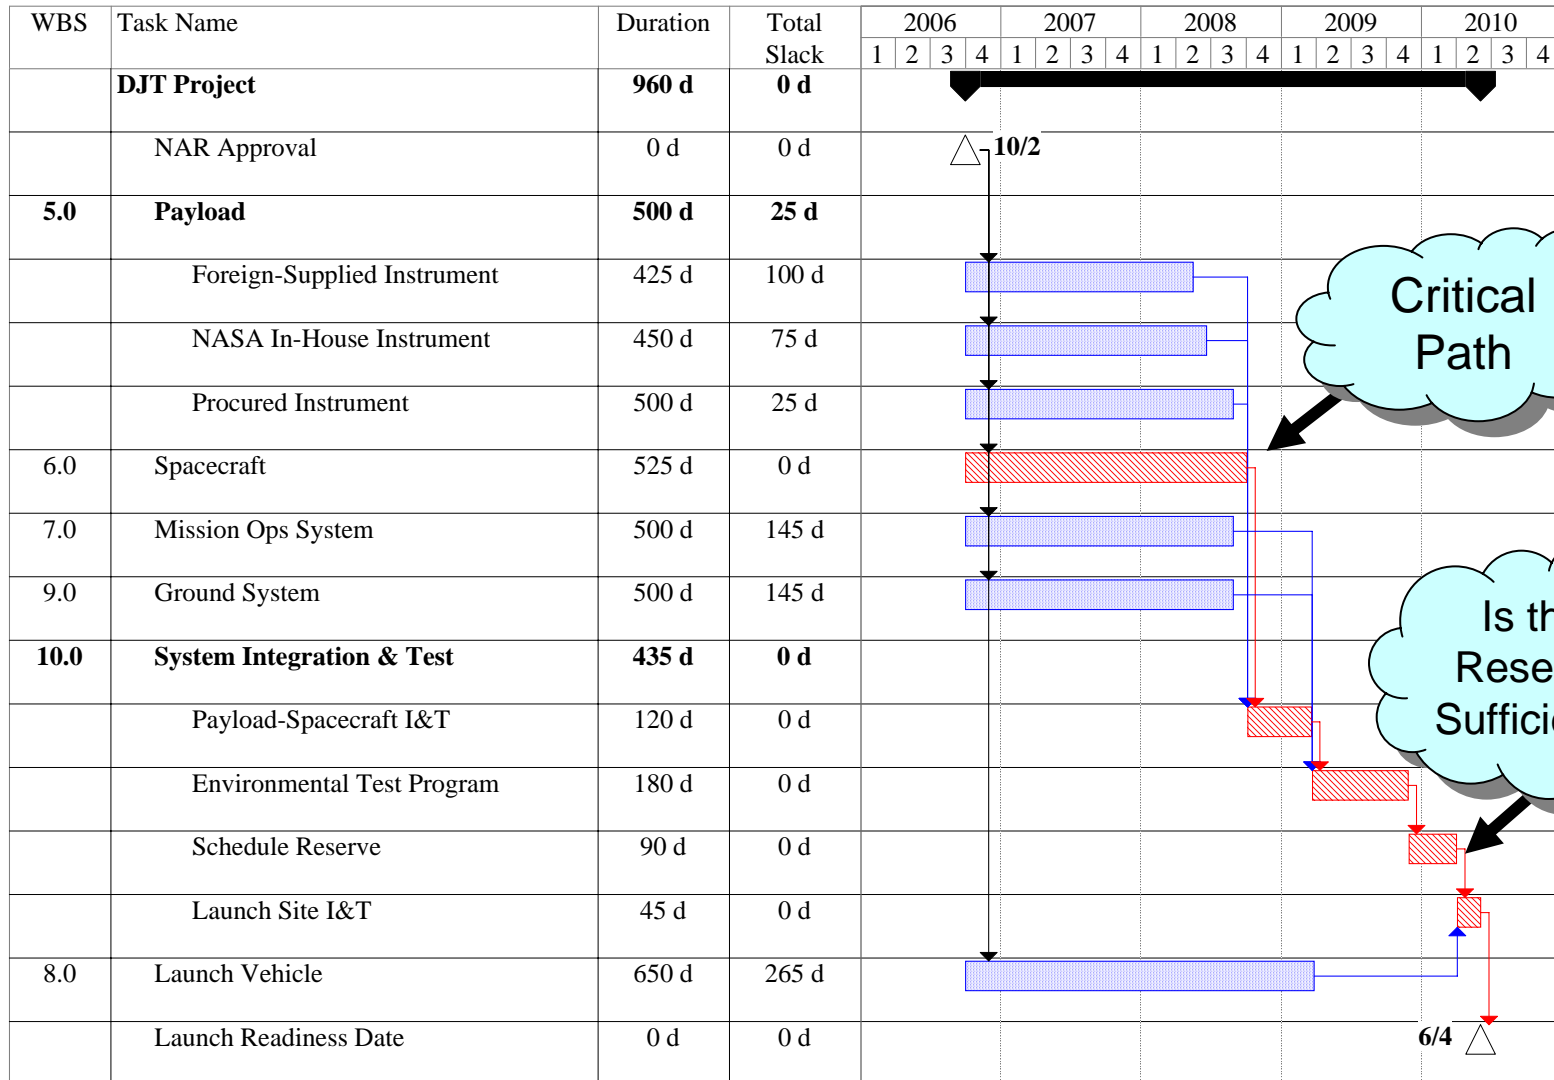 WBS Task Name Duration Total Slack 2006 2007 2008 2009 2010
1 2 3 4 1 2 3 4 1 2 3 4 1 2 3 4 1 2 3 4
DJT Project 960 d 0 d
NAR Approval 0 d 0 d 10/2
5.0 Payload 500 d 25 d
Foreign-Supplied Instrument 425 d 100 d
Critical
Path
NASA In-House Instrument 450 d 75 d
Procured Instrument 500 d 25 d
6.0 Spacecraft 525 d 0 d
7.0 Mission Ops System 500 d 145 d
9.0 Ground System 500 d 145 d
Is
10.0 System Integration & Test 435 d 0 d
Payload-Spacecraft I&T 120 d 0 d
Environmental Test Program 180 d 0 d
Schedule Reserve 90 d 0 d
Launch Site I&T 45 d 0 d
8.0 Launch Vehicle 650 d 265 d
Launch Readiness Date 0 d 0 d 6/4